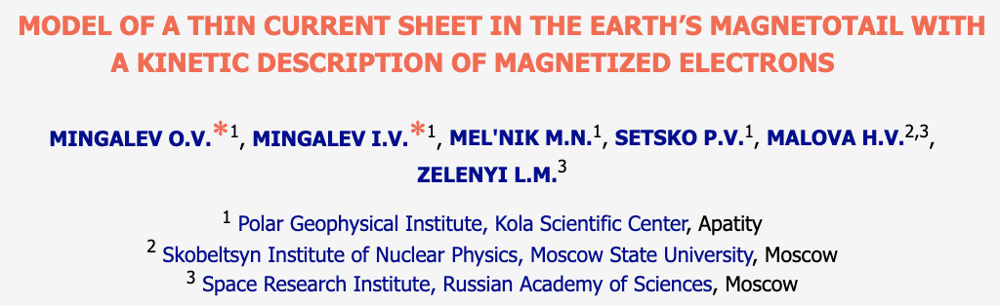 MODEL OF A THIN CURRENT SHEET IN THE EARTH’S MAGNETOTAIL WITH
A KINETIC DESCRIPTION OF MAGNETIZED ELECTRONS
MINGALEV O.V.*1, MINGALEV I.V.*1, MEL'NIK M.N.1, SETSKO P.V.1, MALOVA H.V.2,3,
ZELENYI L.M.3
1 Polar Geophysical Institute, Kola Scientific Center, Apatity
2 Skobeltsyn Institute of Nuclear Physics, Moscow State University, Moscow
3 Space Research Institute, Russian Academy of Sciences, Moscow